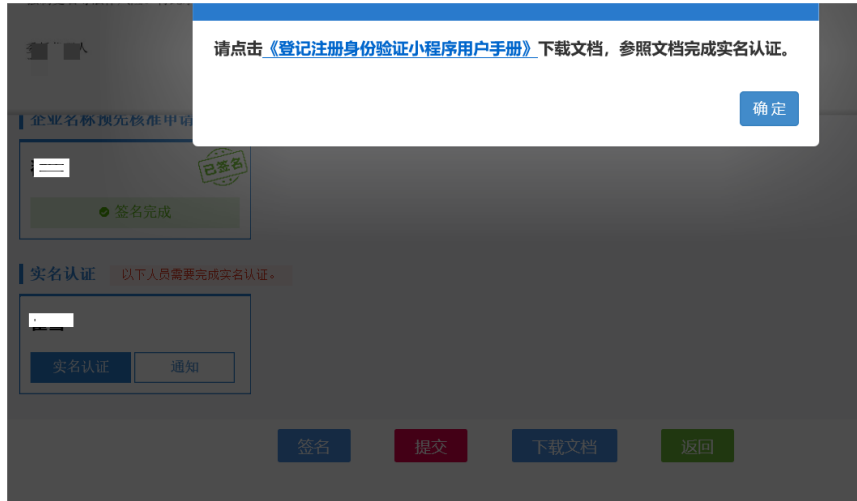 请点击《登记注册身份验证小程序用户手册》下载文档，参照文档完成实名认证。
人
确定
企业名称预先核准申请
已签名
签名完成
实名认证 以下人员需要完成实名认证。
实名认证 通知
签名 提交 下载文档 返回